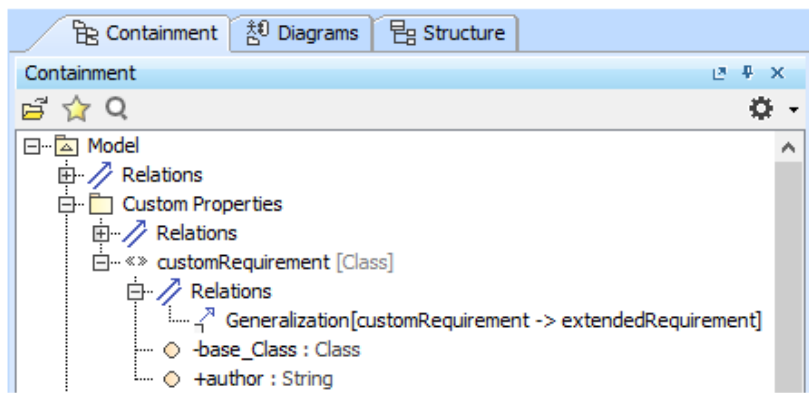 Containment Diagrams Structure
Containment
Model
Relations
Custom Properties
Relations
«» customRequirement [Class]
Relations
Generalization[customRequirement -> extendedRequirement]
-base_Class : Class
+author : String